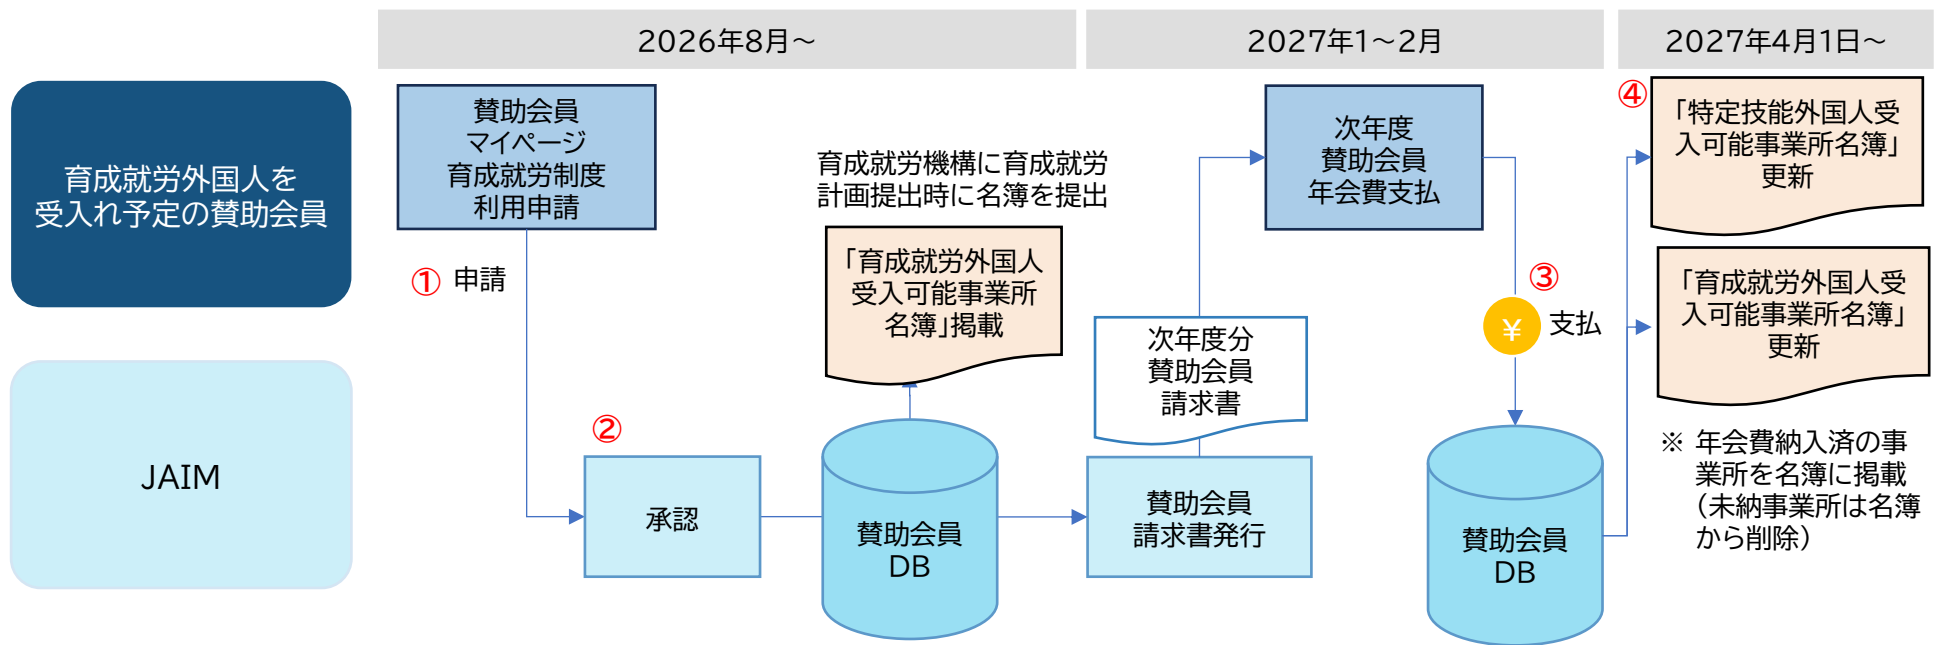 2026年8月～
2027年1～2月
2027年4月1日～
育成就労外国人を
受入れ予定の賛助会員
賛助会員
マイページ
育成就労制度
利用申請
① 申請
育成就労機構に育成就労
計画提出時に名簿を提出
「育成就労外国人
受入可能事業所
名簿」掲載
次年度
賛助会員
年会費支払
③
¥ 支払
④
「特定技能外国人受
入可能事業所名簿」
更新
「育成就労外国人受
入可能事業所名簿」
更新
次年度分
賛助会員
請求書
JAIM
②
承認
賛助会員
DB
賛助会員
請求書発行
賛助会員
DB
※ 年会費納入済の事
業所を名簿に掲載
（未納事業所は名簿
から削除）